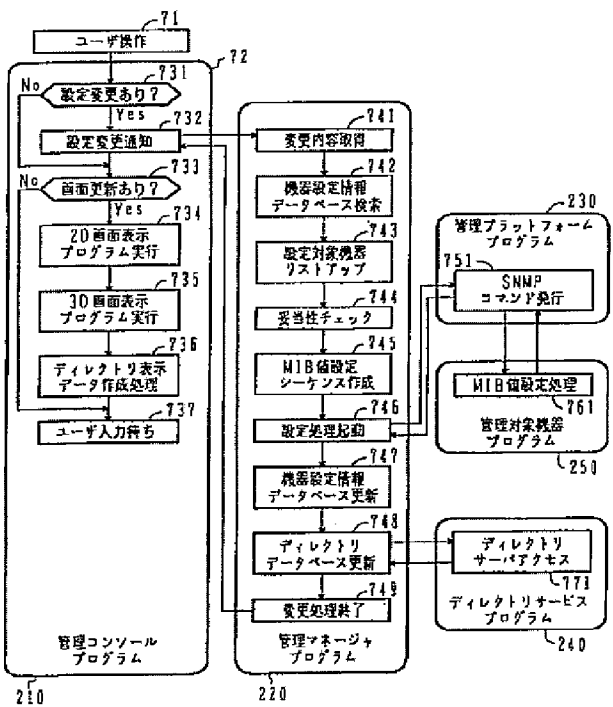 71
ユーザ操作
72
731
No
設定変更あり?
Yes
732
設定変更通知
733
No
画面更新あり?
Yes
734
2D画面表示
プログラム実行
735
3D画面表示
プログラム実行
736
ディレクトリ表示
データ作成処理
737
ユーザ入力待ち
管理コンソール
プログラム
210
741
変更内容取得
742
機器設定情報
データベース検索
743
設定対象機器
リストアップ
744
妥当性チェック
745
MIB値設定
シーケンス作成
746
設定処理起動
747
機器設定情報
データベース更新
748
ディレクトリ
データベース更新
749
変更処理終了
管理マネージャ
プログラム
220
230
管理プラットフォーム
プログラム
751
SNMP
コマンド発行
MIB値設定処理
761
管理対象機器
プログラム
250
ディレクトリ
サーバアクセス
771
ディレクトリサービス
プログラム
240